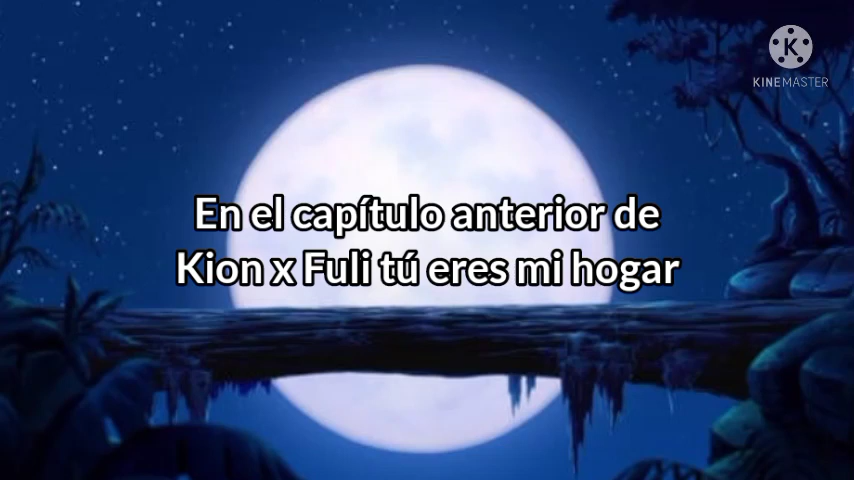 K
KINEMASTER
En el capítulo anterior de
Kion x Fuli tú eres mi hogar